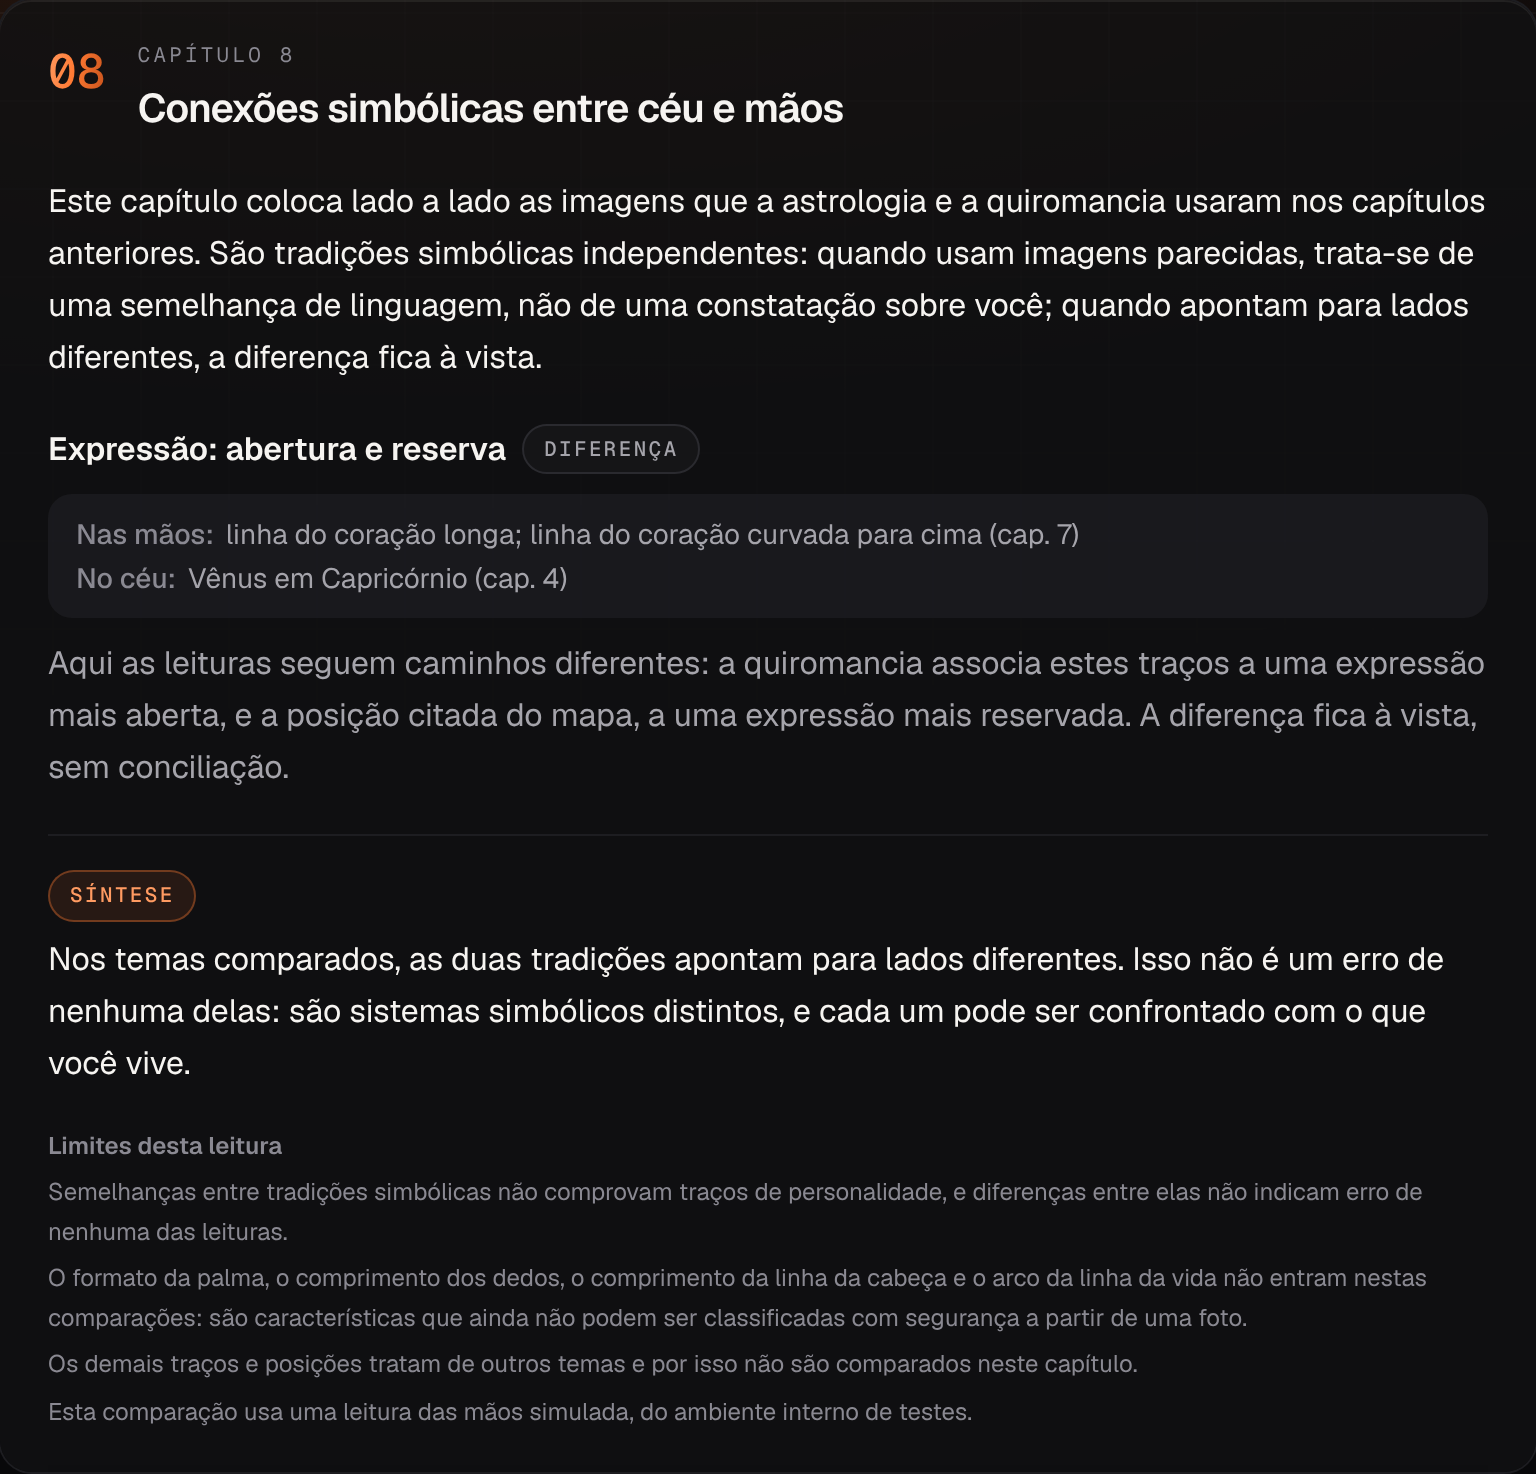 08
CAPÍTULO 8
Conexões simbólicas entre céu e mãos
Este capítulo coloca lado a lado as imagens que a astrologia e a quiromancia usaram nos capítulos
anteriores. São tradições simbólicas independentes: quando usam imagens parecidas, trata-se de
uma semelhança de linguagem, não de uma constatação sobre você; quando apontam para lados
diferentes, a diferença fica à vista.
Expressão: abertura e reserva DIFERENÇA
Nas mãos: linha do coração longa; linha do coração curvada para cima (cap. 7)
No céu: Vênus em Capricórnio (cap. 4)
Aqui as leituras seguem caminhos diferentes: a quiromancia associa estes traços a uma expressão
mais aberta, e a posição citada do mapa, a uma expressão mais reservada. A diferença fica à vista,
sem conciliação.
SÍNTESE
Nos temas comparados, as duas tradições apontam para lados diferentes. Isso não é um erro de
nenhuma delas: são sistemas simbólicos distintos, e cada um pode ser confrontado com o que
você vive.
Limites desta leitura
Semelhanças entre tradições simbólicas não comprovam traços de personalidade, e diferenças entre elas não indicam erro de
nenhuma das leituras.
O formato da palma, o comprimento dos dedos, o comprimento da linha da cabeça e o arco da linha da vida não entram nestas
comparações: são características que ainda não podem ser classificadas com segurança a partir de uma foto.
Os demais traços e posições tratam de outros temas e por isso não são comparados neste capítulo.
Esta comparação usa uma leitura das mãos simulada, do ambiente interno de testes.